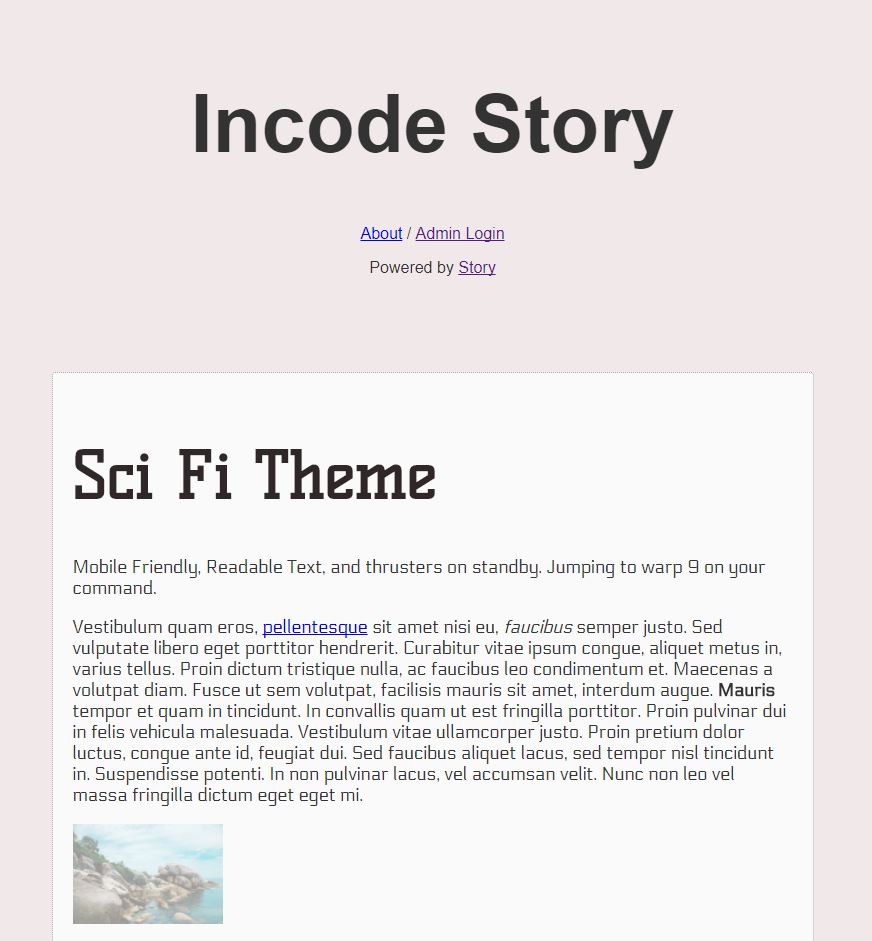 Incode Story
About / Admin Login
Powered by Story
Sci Fi Theme
Mobile Friendly, Readable Text, and thrusters on standby. Jumping to warp 9 on your
command.
Vestibulum quam eros, pellentesque sit amet nisi eu, faucibus semper justo. Sed
vulputate libero eget porttitor hendrerit. Curabitur vitae ipsum congue, aliquet metus in,
varius tellus. Proin dictum tristique nulla, ac faucibus leo condimentum et. Maecenas a
volutpat diam. Fusce ut sem volutpat, facilisis mauris sit amet, interdum augue. Mauris
tempor et quam in tincidunt. In convallis quam ut est fringilla porttitor. Proin pulvinar dui
in felis vehicula malesuada. Vestibulum vitae ullamcorper justo. Proin pretium dolor
luctus, congue ante id, feugiat dui. Sed faucibus aliquet lacus, sed tempor nisl tincidunt
in. Suspendisse potenti. In non pulvinar lacus, vel accumsan velit. Nunc non leo vel
massa fringilla dictum eget eget mi.